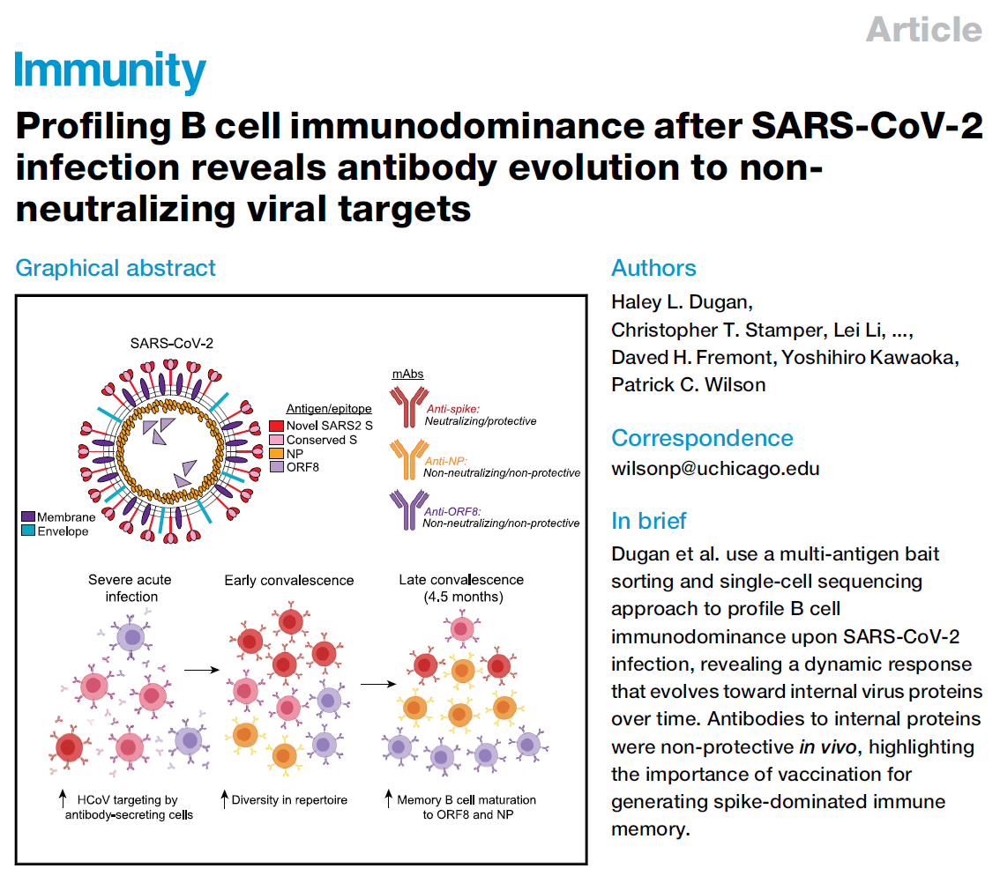 Article
Immunity
Profiling B cell immunodominance after SARS-CoV-2
infection reveals antibody evolution to non-
neutralizing viral targets
Graphical abstract
SARS-CoV-2
Antigen/epitope
Novel SARS2 S
Conserved S
NP
ORF8
Membrane
Envelope
mAbs
Anti-spike:
Neutralizing/protective
Anti-NP:
Non-neutralizing/non-protective
Anti-ORF8:
Non-neutralizing/non-protective
Severe acute
infection
Early convalescence
Late convalescence
(4.5 months)
↑ HCoV targeting by
antibody-secreting cells
↑ Diversity in repertoire
↑ Memory B cell maturation
to ORF8 and NP
Authors
Haley L. Dugan,
Christopher T. Stamper, Lei Li, ...,
Daved H. Fremont, Yoshihiro Kawaoka,
Patrick C. Wilson
Correspondence
wilsonp@uchicago.edu
In brief
Dugan et al. use a multi-antigen bait
sorting and single-cell sequencing
approach to profile B cell
immunodominance upon SARS-CoV-2
infection, revealing a dynamic response
that evolves toward internal virus proteins
over time. Antibodies to internal proteins
were non-protective in vivo, highlighting
the importance of vaccination for
generating spike-dominated immune
memory.